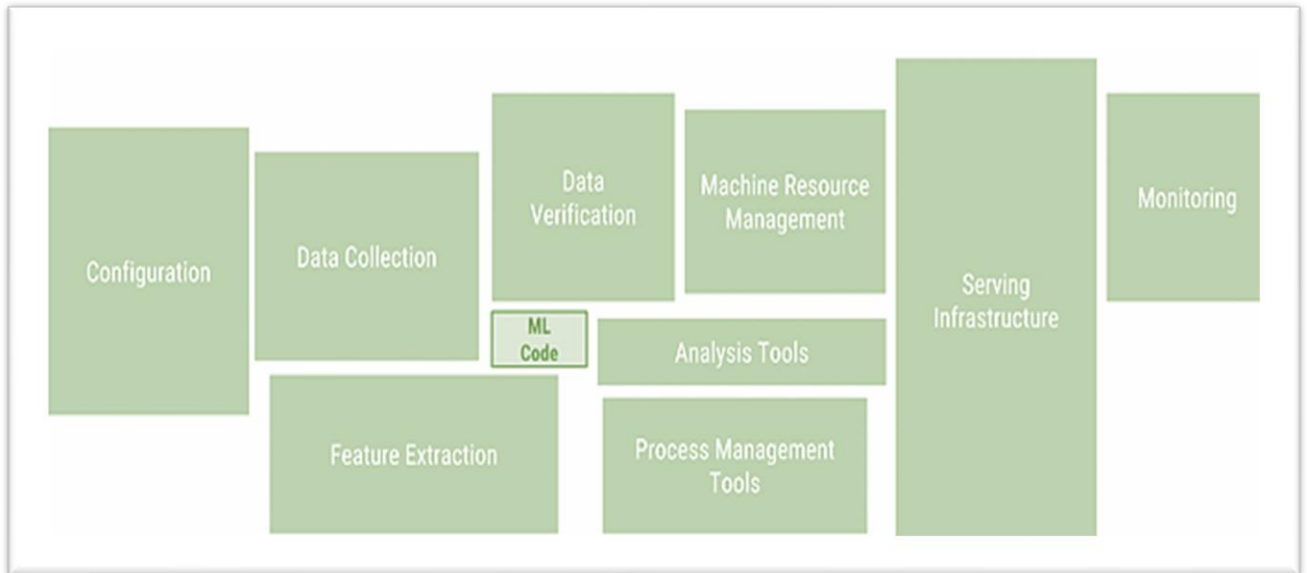 Configuration
Data Collection
Feature Extraction
Data
Verification
ML
Code
Machine Resource
Management
Analysis Tools
Process Management
Tools
Serving
Infrastructure
Monitoring